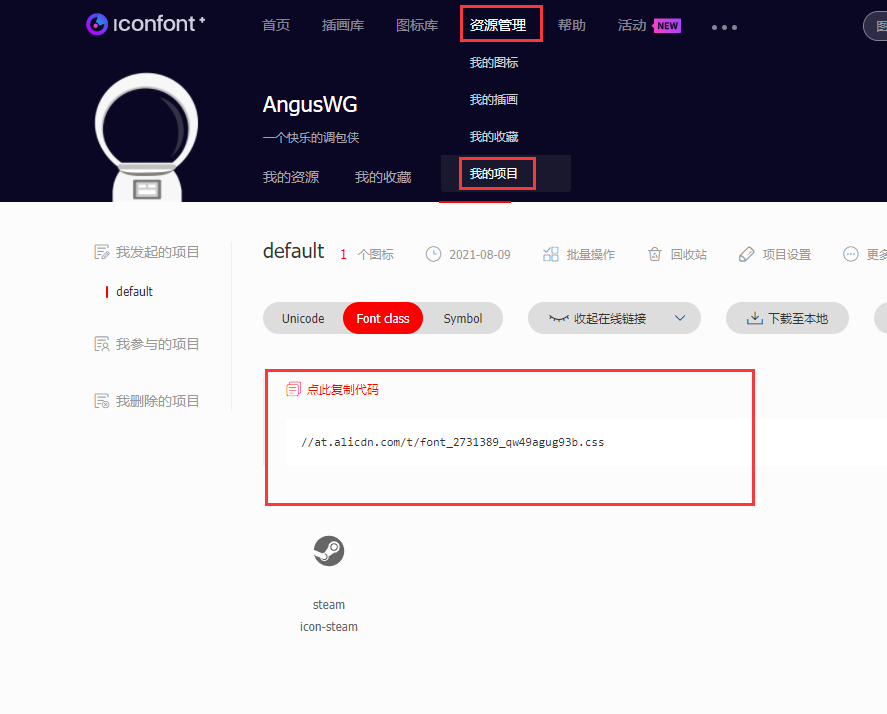 iconfont+ 首页 插画库 图标库 资源管理 帮助 活动 NEW
我的图标
我的插画
我的收藏
我的项目
AngusWG
一个快乐的调包侠
我的资源 我的收藏
我发起的项目
default
我参与的项目
我删除的项目
default 1 个图标 2021-08-09 批量操作 回收站 项目设置
Unicode Font class Symbol 收起在线链接 下载至本地
点此复制代码
//at.alicdn.com/t/font_2731389_qw49agug93b.css
steam
icon-steam